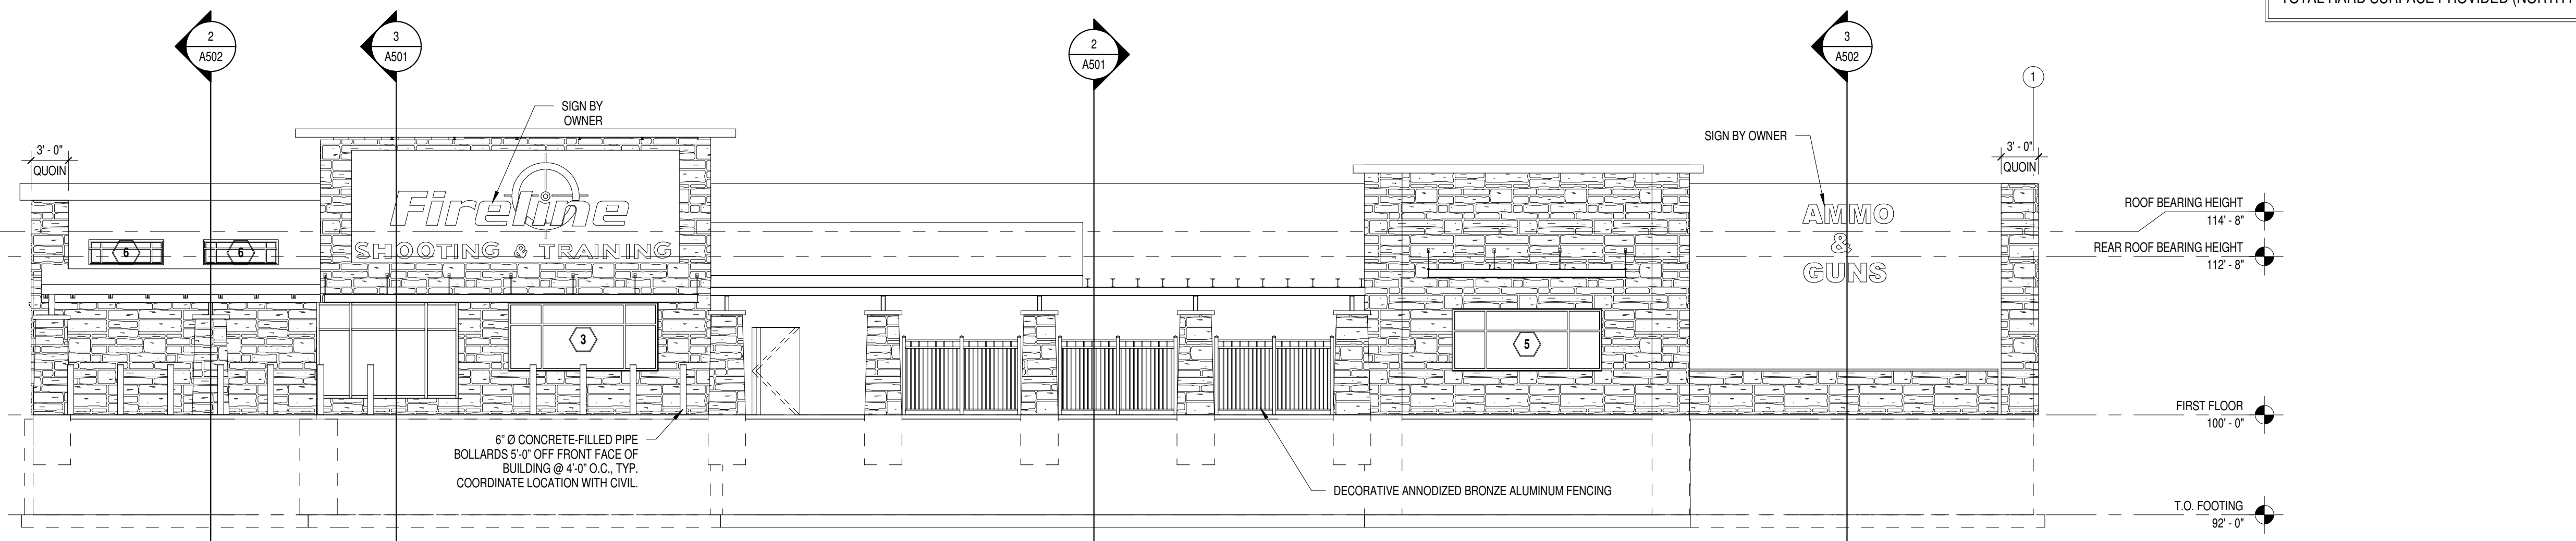 TOTAL HARD SURFACE PROVIDED (NORTH
2
A502
3
A501
2
A501
3
A502
1
SIGN BY
OWNER
SIGN BY OWNER
3' - 0"
QUOIN
3' - 0"
QUOIN
Fireline
SHOOTING & TRAINING
AMMO
&
GUNS
ROOF BEARING HEIGHT
114' - 8"
REAR ROOF BEARING HEIGHT
112' - 8"
6
6
3
5
FIRST FLOOR
100' - 0"
6" Ø CONCRETE-FILLED PIPE
BOLLARDS 5'-0" OFF FRONT FACE OF
BUILDING @ 4'-0" O.C., TYP.
COORDINATE LOCATION WITH CIVIL.
DECORATIVE ANNODIZED BRONZE ALUMINUM FENCING
T.O. FOOTING
92' - 0"